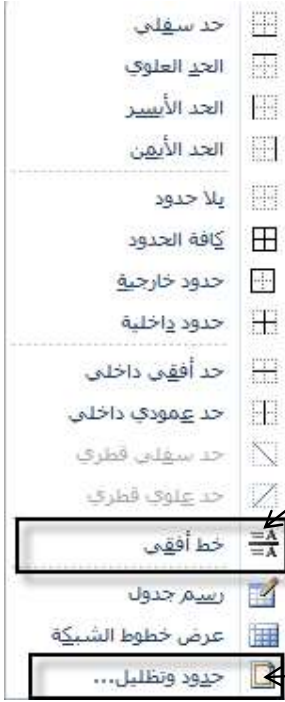 حد سفلي
الحد العلوي
الحد الأيسر
الحد الأيمن
بلا حدود
كافة الحدود
حدود خارجية
حدود داخلية
حد أفقي داخلي
حد عمودي داخلي
حد سفلي قطري
حد علوي قطري
خط أفقي
رسم جدول
عرض خطوط الشبكة
حدود وتظليل...